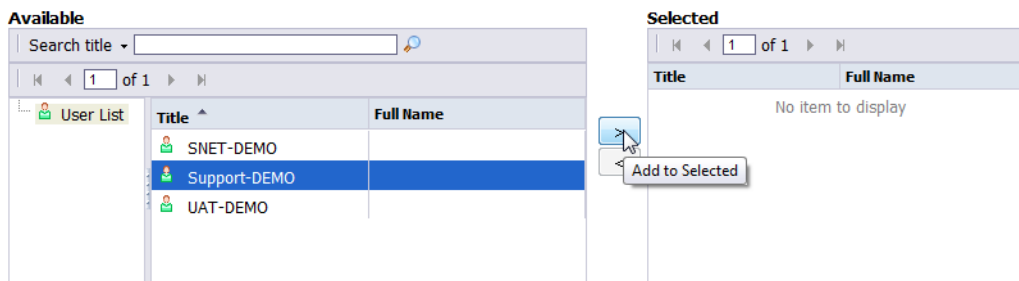 Available
Search title
1 of 1
User List
Title Full Name
SNET-DEMO
Support-DEMO
UAT-DEMO
>
<
Add to Selected
Selected
1 of 1
Title Full Name
No item to display